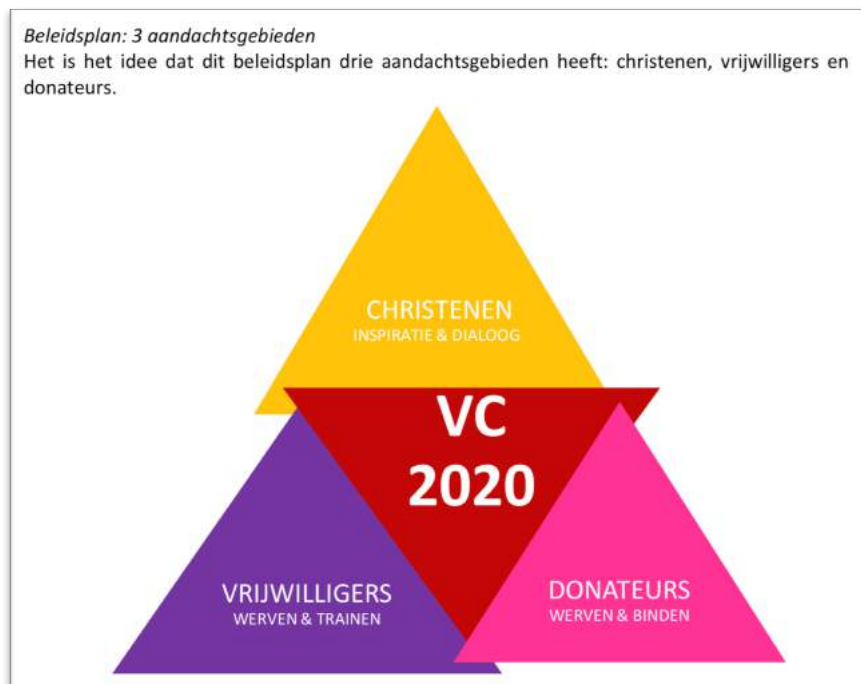 Beleidsplan: 3 aandachtsgebieden
Het is het idee dat dit beleidsplan drie aandachtsgebieden heeft: christenen, vrijwilligers en
donateurs.
CHRISTENEN
INSPIRATIE & DIALOOG
VC
2020
VRIJWILLIGERS
WERVEN & TRAINEN
DONATEURS
WERVEN & BINDEN